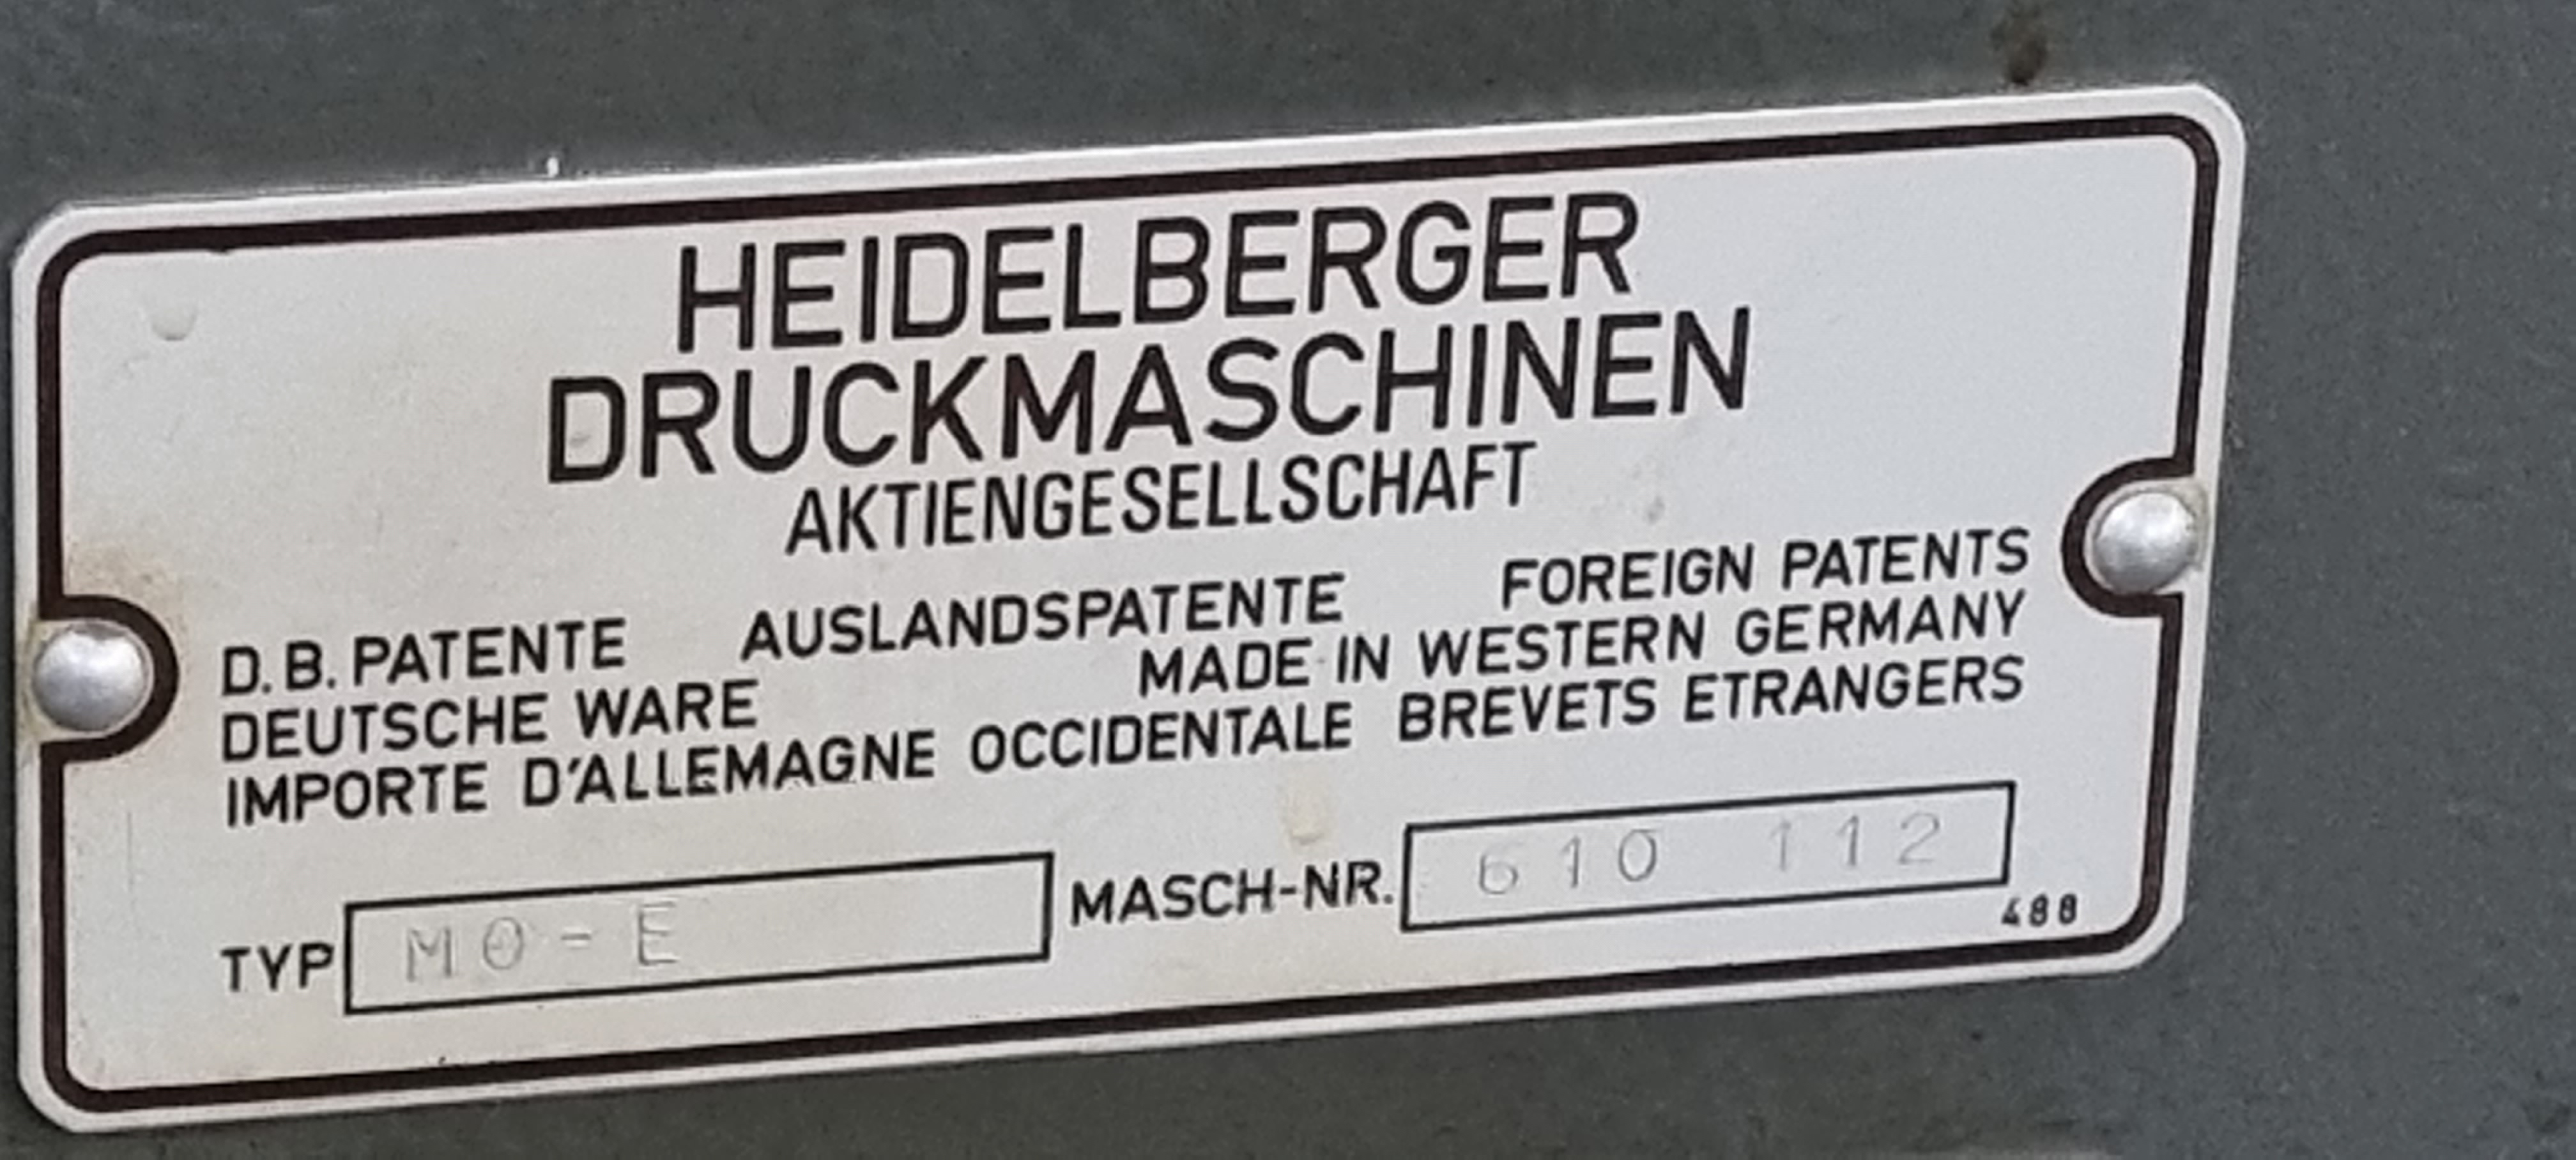 HEIDELBERGER
DRUCKMASCHINEN
AKTIENGESELLSCHAFT
D.B. PATENTE AUSLANDSPATENTE FOREIGN PATENTS
DEUTSCHE WARE MADE IN WESTERN GERMANY
IMPORTE D'ALLEMAGNE OCCIDENTALE BREVETS ETRANGERS
TYP MO-E MASCH-NR. 610 112
488